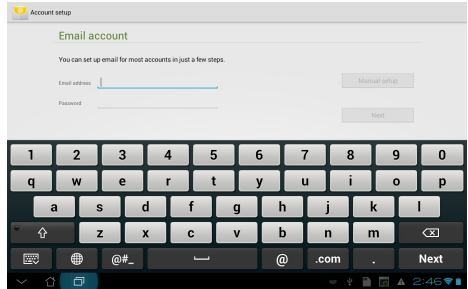 Account setup
Email account
You can set up email for most accounts in just a few steps.
Email address
Manual setup
Password
Next
1 2 3 4 5 6 7 8 9 0
q w e r t y u i o p
a s d f g h j k l
z x c v b n m
@#_ @ .com . Next
2:46